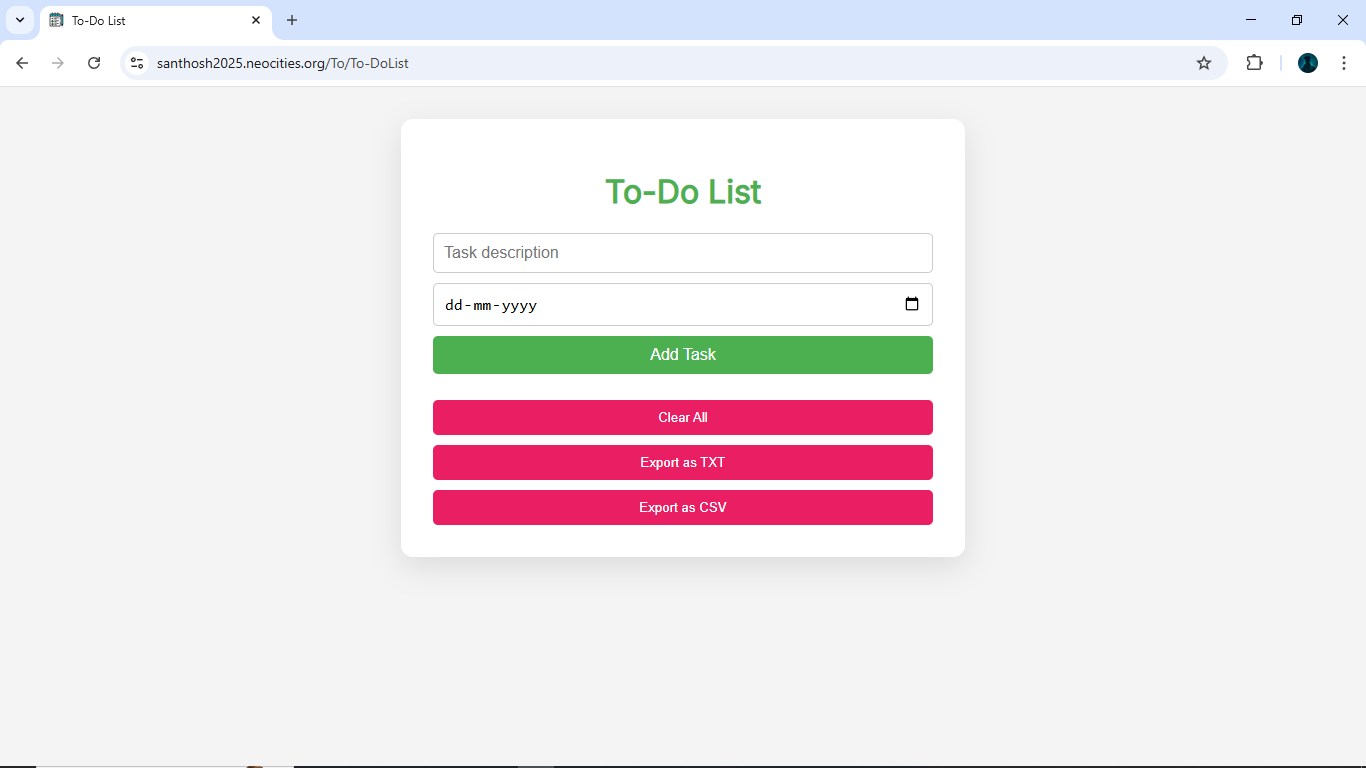 To-Do List
santhosh2025.neocities.org/To/To-DoList
To-Do List
Task description
dd-mm-yyyy
Add Task
Clear All
Export as TXT
Export as CSV